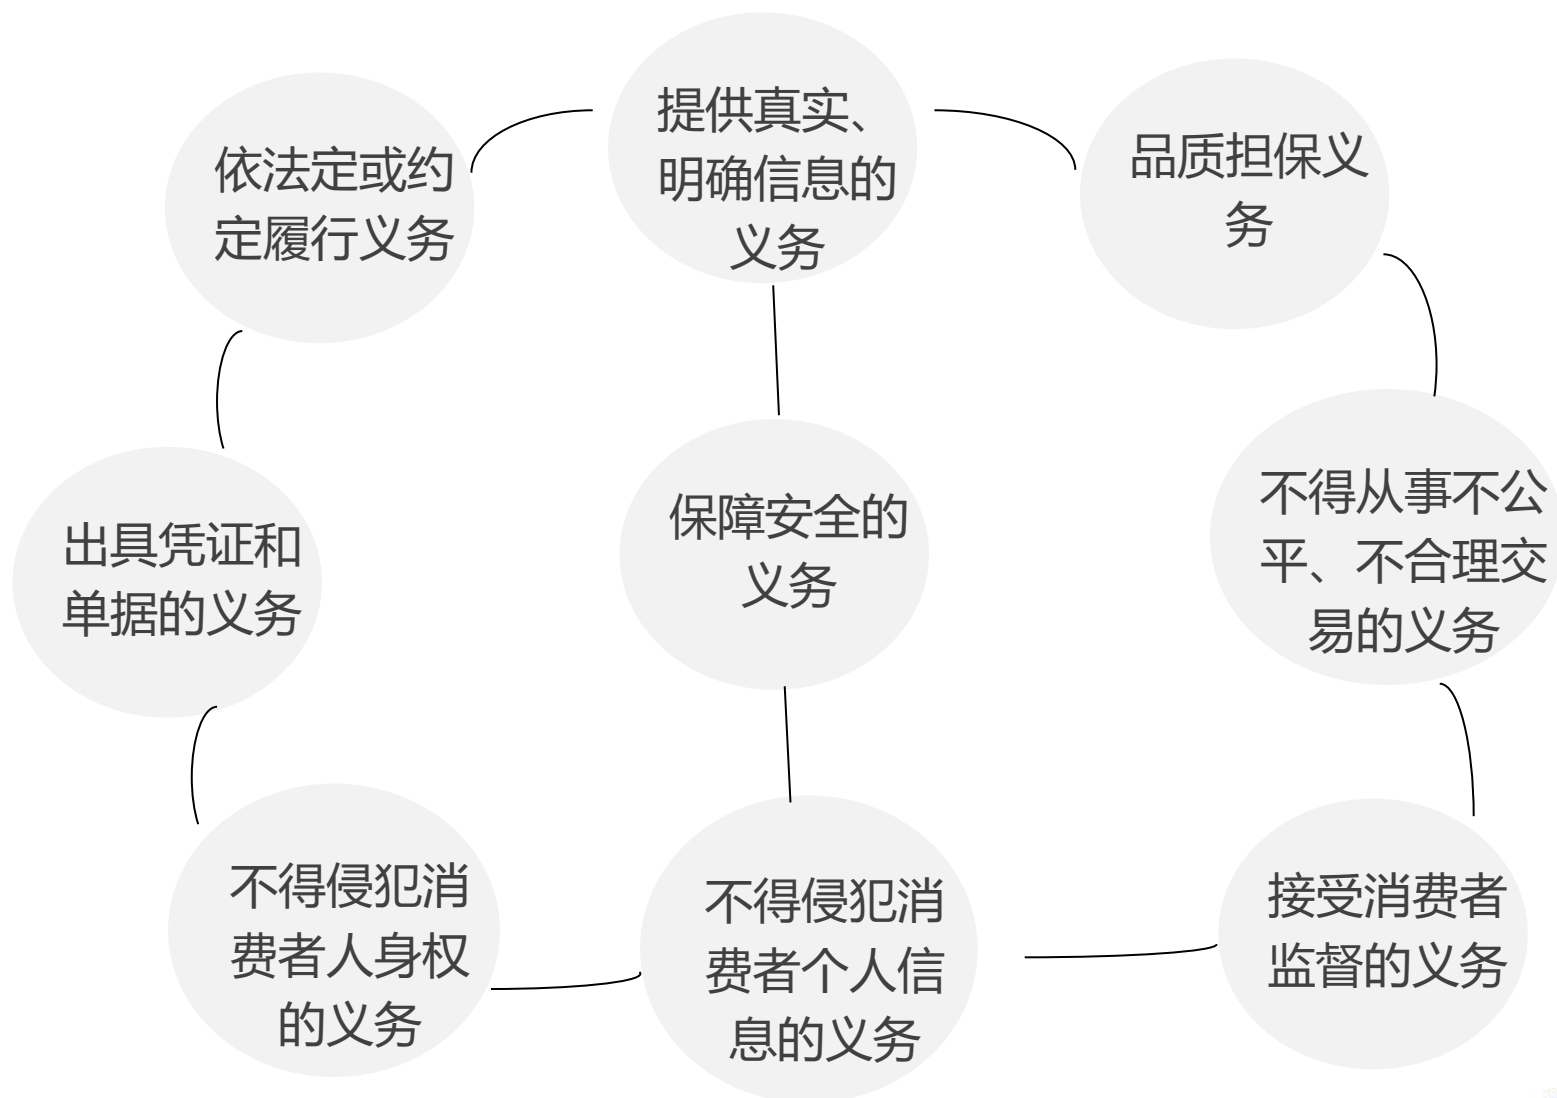 提供真实、
明确信息的
义务
依法定或约
定履行义务
品质担保义
务
出具凭证和
单据的义务
保障安全的
义务
不得从事不公
平、不合理交
易的义务
不得侵犯消
费者人身权
的义务
不得侵犯消
费者个人信
息的义务
接受消费者
监督的义务